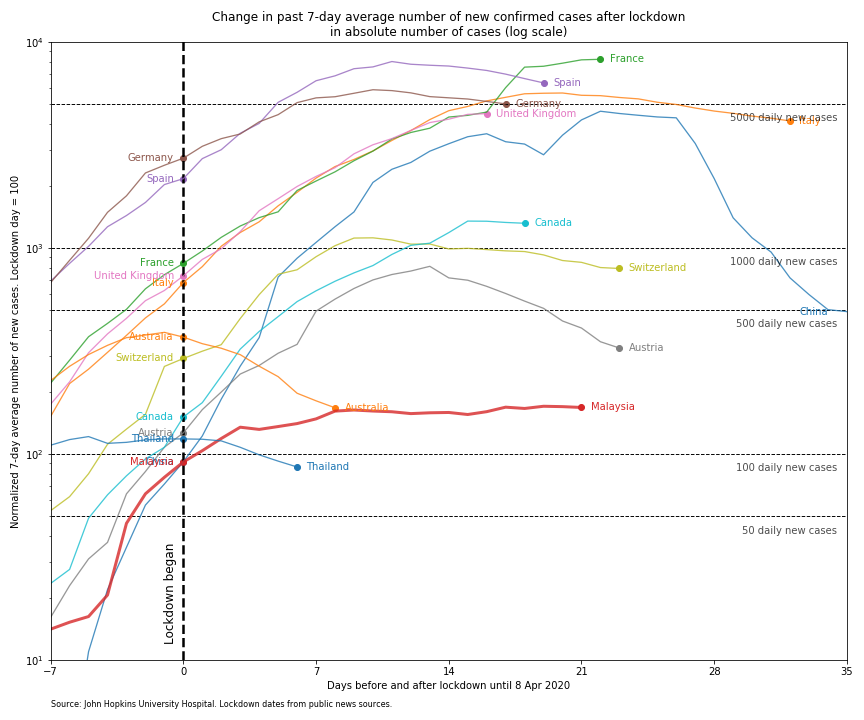 Change in past 7-day average number of new confirmed cases after lockdown
in absolute number of cases (log scale)
Normalized 7-day average number of new cases. Lockdown day = 100
10⁴
10³
10²
10¹
France
Spain
Germany
United Kingdom
5000 daily new cases
Italy
Germany
Spain
Canada
France
1000 daily new cases
Switzerland
United Kingdom
Italy
China
500 daily new cases
Australia
Austria
Switzerland
Australia
Malaysia
Canada
Austria
Thailand
Malaysia
China
Thailand
100 daily new cases
50 daily new cases
Lockdown began
−7
0
7
14
21
28
35
Days before and after lockdown until 8 Apr 2020
Source: John Hopkins University Hospital. Lockdown dates from public news sources.